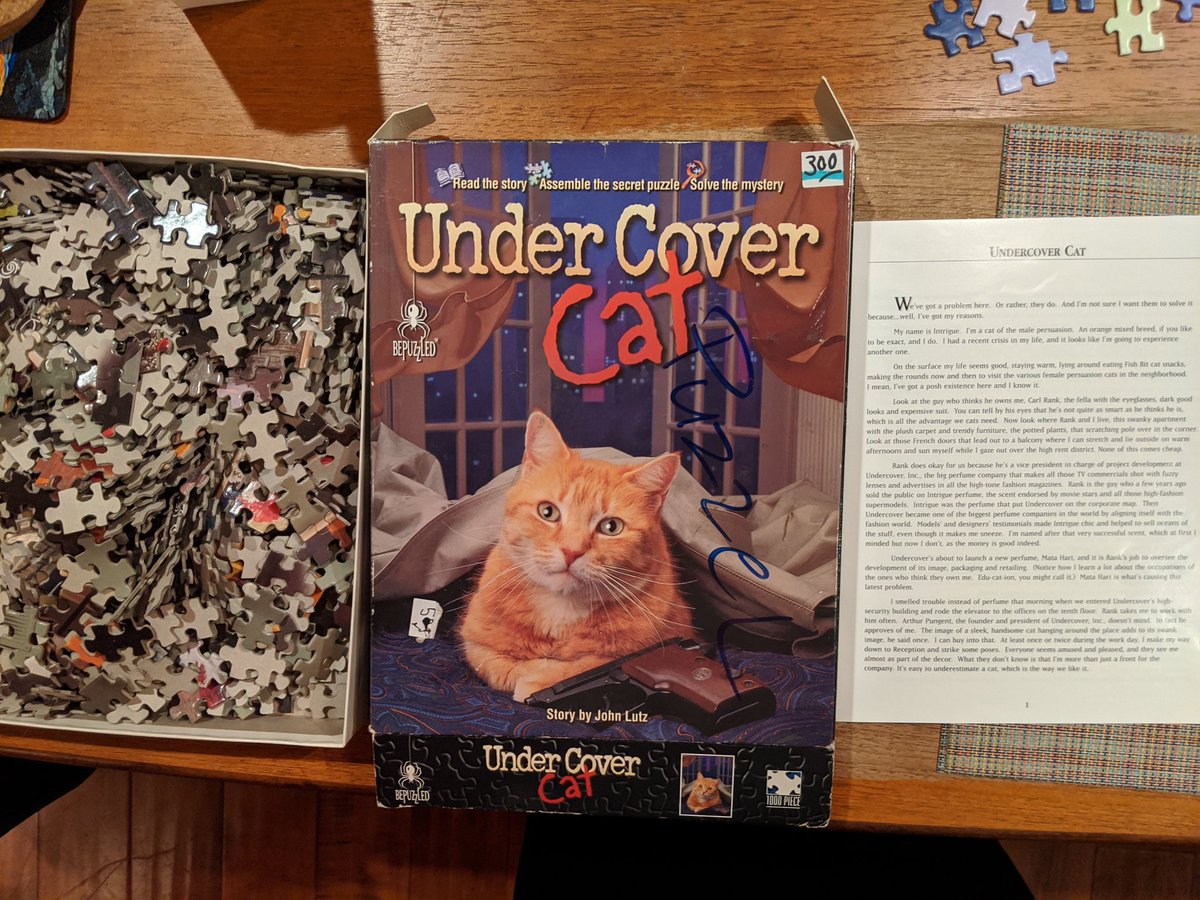 300
Read the story Assemble the secret puzzle Solve the mystery
Under Cover
Cat
BEPUZZLED®
Puzzel
Story by John Lutz
Under Cover
Cat
BEPUZZLED
1000 PIECE
UNDERCOVER CAT
We've got a problem here. Or rather, they do. And I'm not sure I want them to solve it
because...well, I've got my reasons.
My name is Intrigue. I'm a cat of the male persuasion. An orange mixed breed, if you like
to be exact, and I do. I had a recent crisis in my life, and it looks like I'm going to experience
another one.
On the surface my life seems good, staying warm, lying around eating Fish Bit cat snacks,
making the rounds now and then to visit the various female persuasion cats in the neighborhood.
I mean, I've got a posh existence here and I know it.
Look at the guy who thinks he owns me. Carl Rank, the fella with the eyeglasses, dark good
looks and expensive suit. You can tell by his eyes that he's not quite as smart as he thinks he is,
which is all the advantage we cats need. Now look where Rank and I live, this swanky apartment
with the plush carpet and trendy furniture, the potted plants, that scratching pole over in the corner.
Look at those French doors that lead out to a balcony where I can stretch and lie outside on warm
afternoons and sun myself while I gaze out over the high rent district. None of this comes cheap.
Rank does okay for us because he's a vice president in charge of project development at
Undercover, Inc., the big perfume company that makes all those TV commercials shot with fuzzy
lenses and advertises in all the high-tone fashion magazines. Rank is the guy who a few years ago
sold the public on Intrigue perfume, the scent endorsed by movie stars and all those high-fashion
supermodels. Intrigue was the perfume that put Undercover on the corporate map. Then
Undercover became one of the biggest perfume companies in the world by aligning itself with the
fashion world. Models' and designers' testimonials made Intrigue chic and helped to sell oceans of
the stuff, even though it makes me sneeze. I'm named after that very successful scent, which at first i
minded but now I don't, as the money is good indeed.
Undercover's about to launch a new perfume, Mata Hari, and it is Rank's job to oversee the
development of its image, packaging and retailing. (Notice how I learn a lot about the occupations of
the ones who think they own me. Edu-cat-ion, you might call it.) Mata Hari is what's causing this
latest problem.
I smelled trouble instead of perfume that morning when we entered Undercover's high-
security building and rode the elevator to the offices on the tenth floor. Rank takes me to work with
him often. Arthur Pungent, the founder and president of Undercover, Inc., doesn't mind. In fact he
approves of me. The image of a sleek, handsome cat hanging around the place adds to its swank
image, he said once. I can buy into that. At least once or twice during the work day, I make my way
down to Reception and strike some poses. Everyone seems amused and pleased, and they see me
almost as part of the decor. What they don't know is that I'm more than just a front for the
company. It's easy to underestimate a cat, which is the way we like it.
1